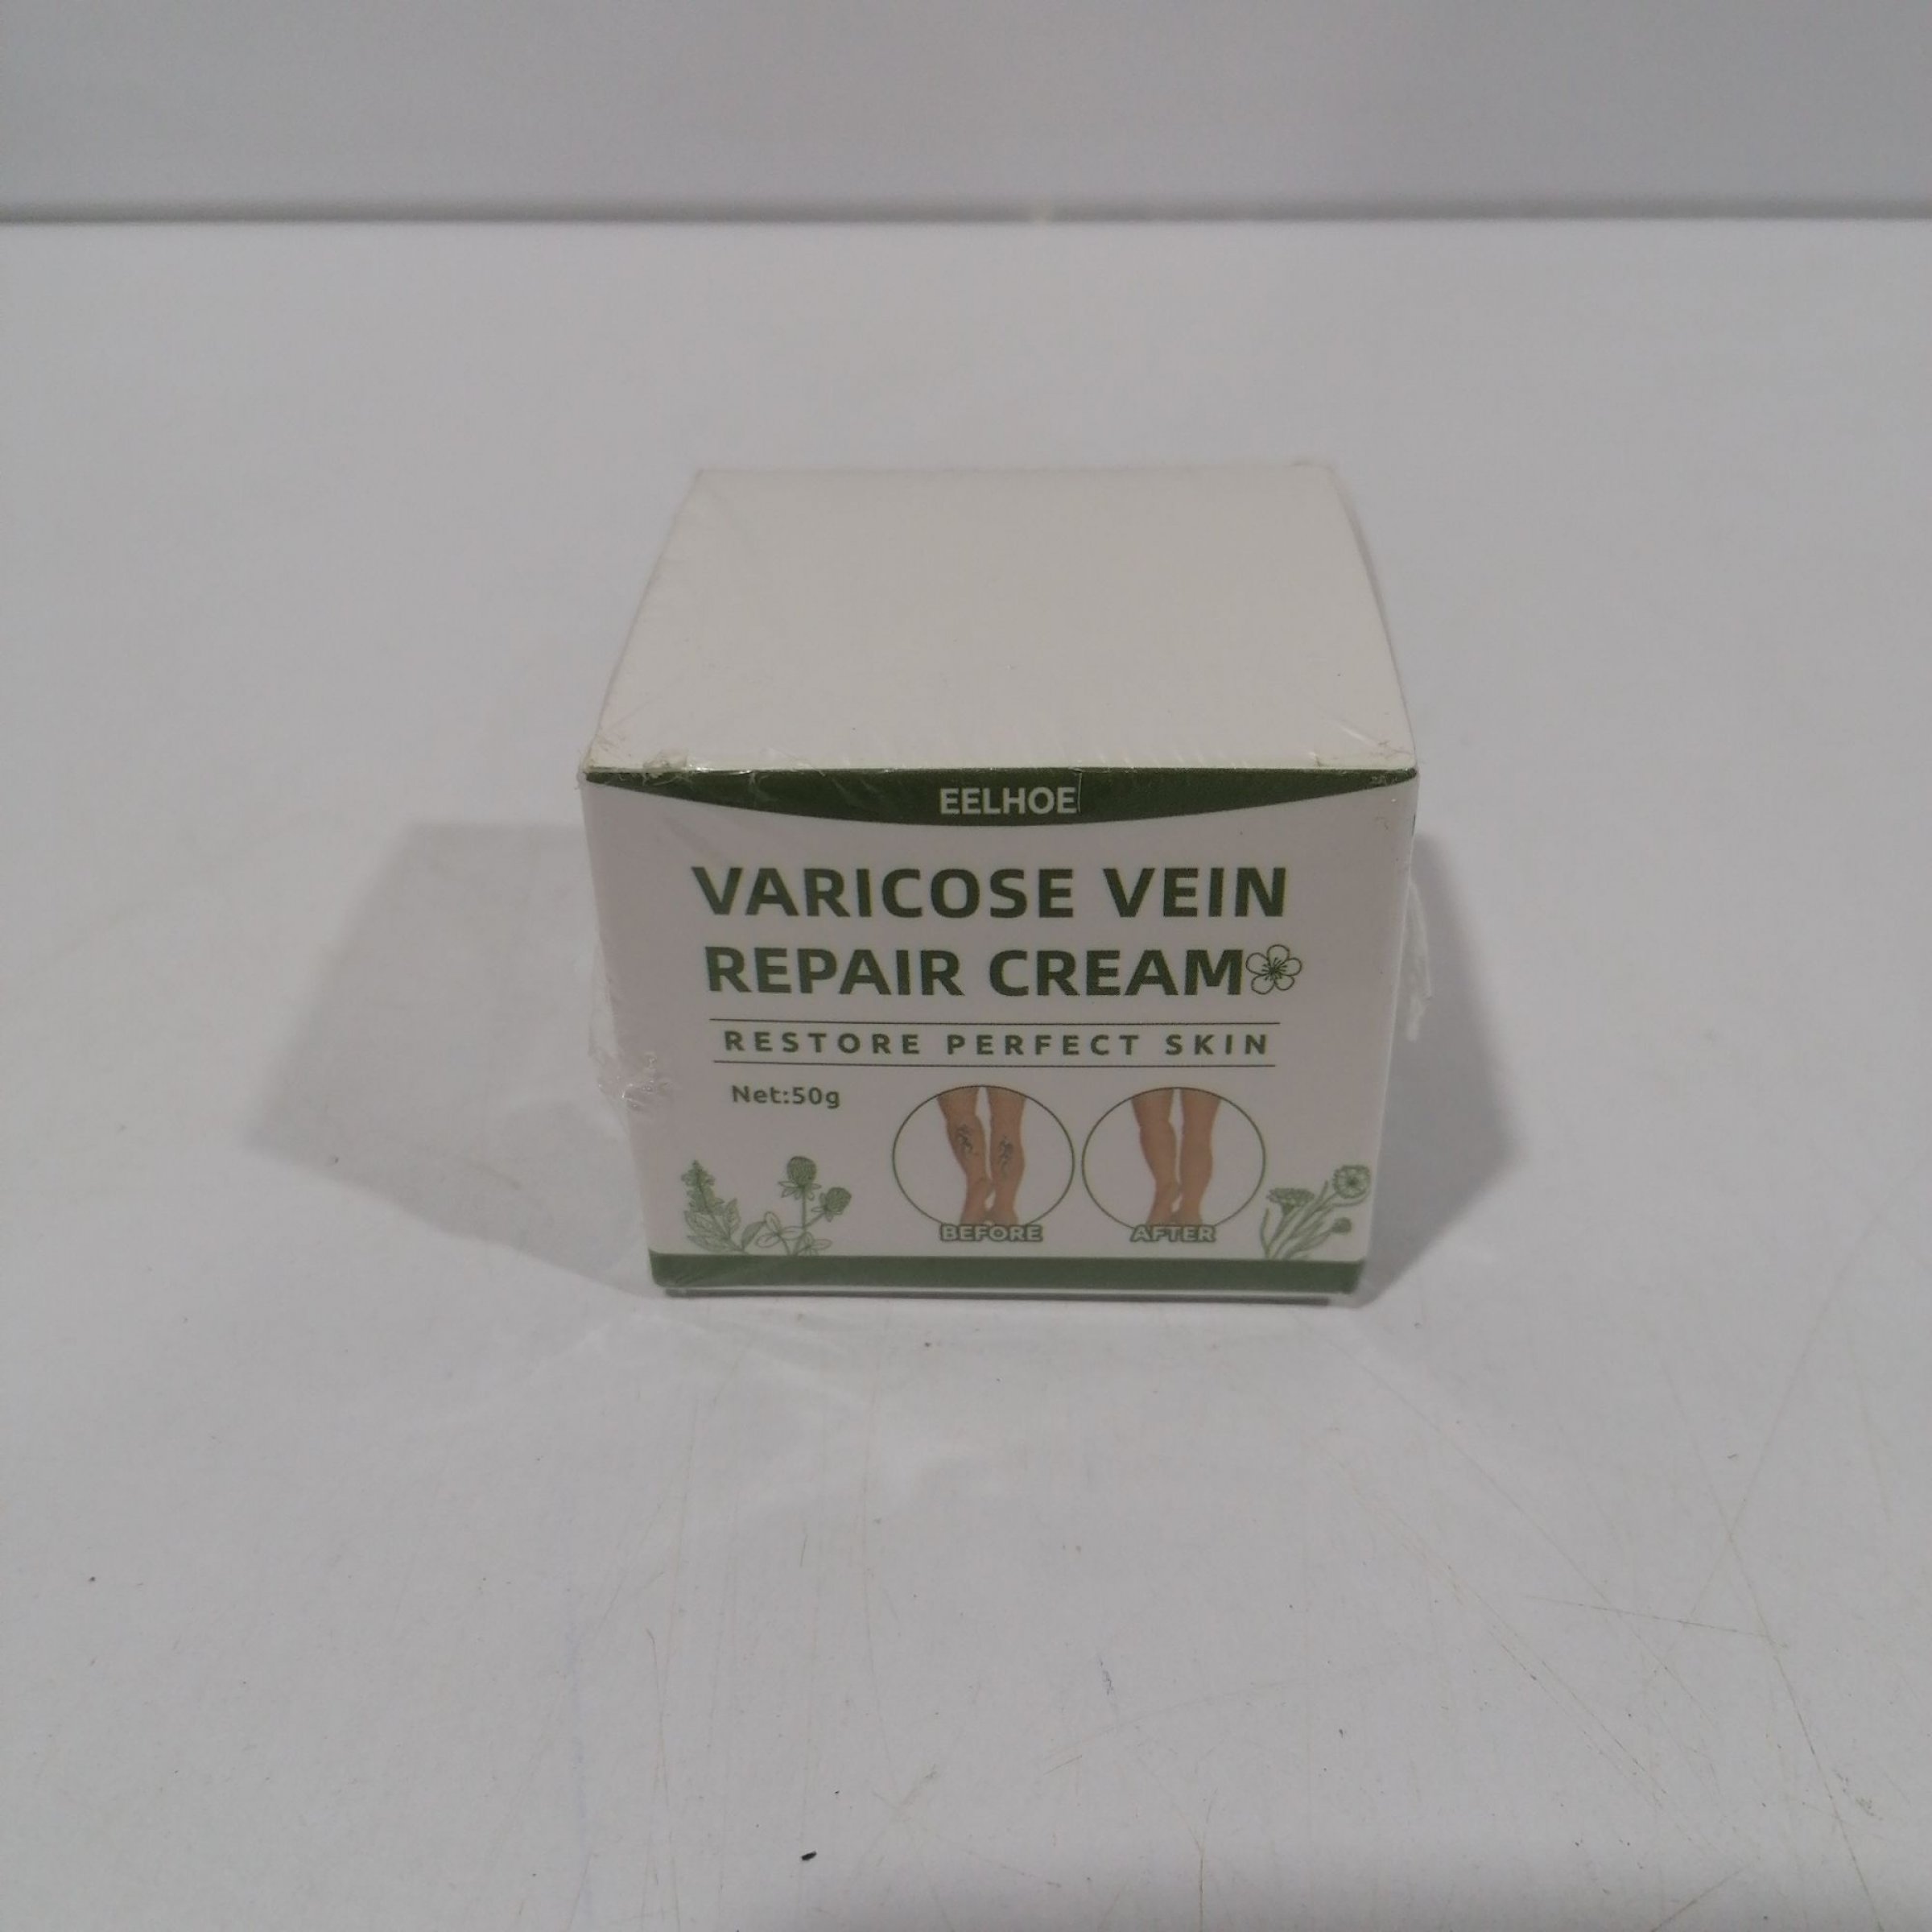 EELHOE
VARICOSE VEIN
REPAIR CREAM
RESTORE PERFECT SKIN
Net:50g
BEFORE
AFTER